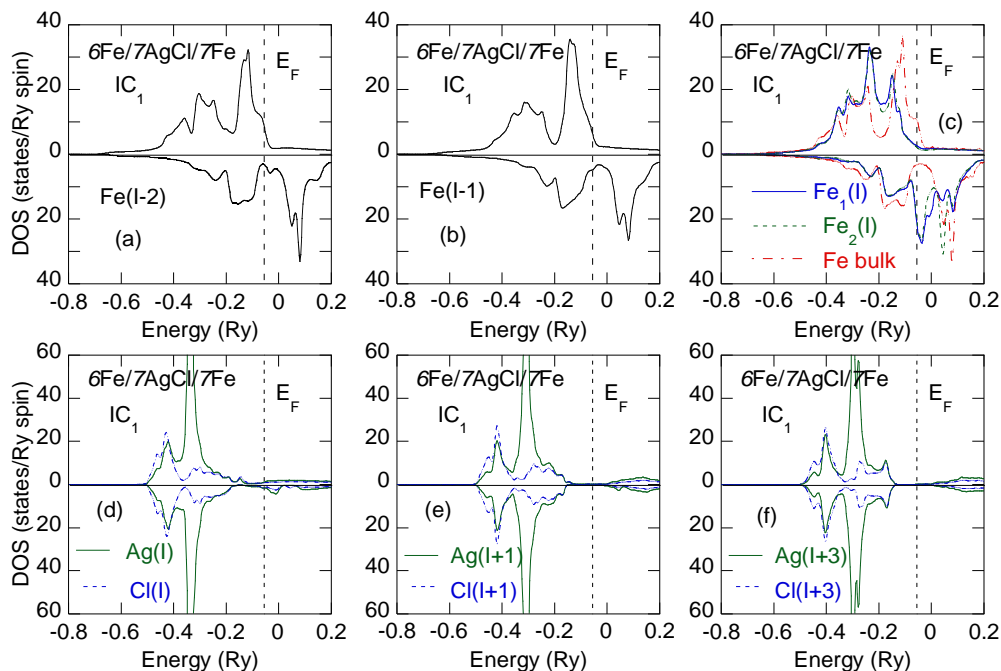 DOS (states/Ry spin)
40
20
0
20
40
6Fe/7AgCl/7Fe
IC1
EF
Fe(I-2)
(a)
-0.8 -0.6 -0.4 -0.2 0 0.2
Energy (Ry)
40
20
0
20
40
6Fe/7AgCl/7Fe
IC1
EF
Fe(I-1)
(b)
-0.8 -0.6 -0.4 -0.2 0 0.2
Energy (Ry)
40
20
0
20
40
6Fe/7AgCl/7Fe
IC1
EF
(c)
Fe1(I)
Fe2(I)
Fe bulk
-0.8 -0.6 -0.4 -0.2 0 0.2
Energy (Ry)
DOS (states/Ry spin)
60
40
20
0
20
40
60
6Fe/7AgCl/7Fe
IC1
EF
(d)
Ag(I)
Cl(I)
-0.8 -0.6 -0.4 -0.2 0 0.2
Energy (Ry)
60
40
20
0
20
40
60
6Fe/7AgCl/7Fe
IC1
EF
(e)
Ag(I+1)
Cl(I+1)
-0.8 -0.6 -0.4 -0.2 0 0.2
Energy (Ry)
60
40
20
0
20
40
60
6Fe/7AgCl/7Fe
IC1
EF
(f)
Ag(I+3)
Cl(I+3)
-0.8 -0.6 -0.4 -0.2 0 0.2
Energy (Ry)